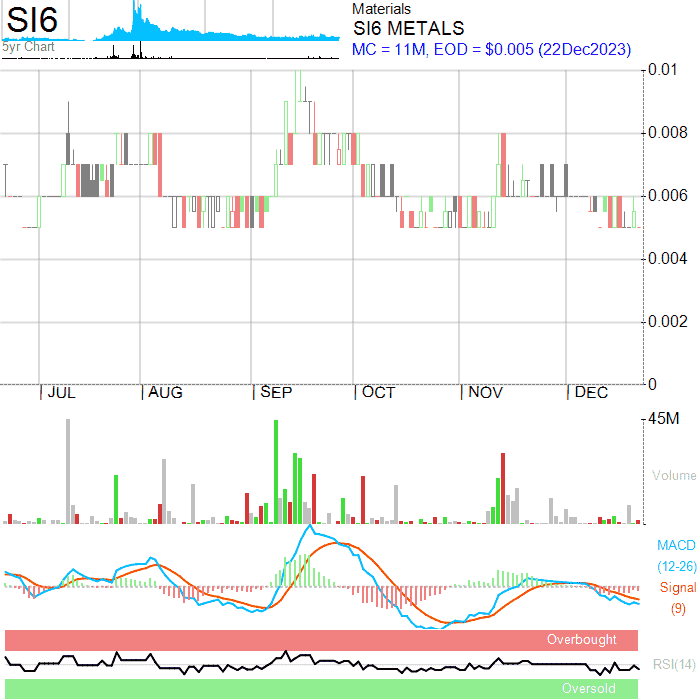 SI6
5yr Chart
Materials
SI6 METALS
MC = 11M, EOD = $0.005 (22Dec2023)
0.01
0.008
0.006
0.004
0.002
0
JUL AUG SEP OCT NOV DEC
45M
Volume
MACD
(12-26)
Signal
(9)
Overbought
RSI(14)
Oversold